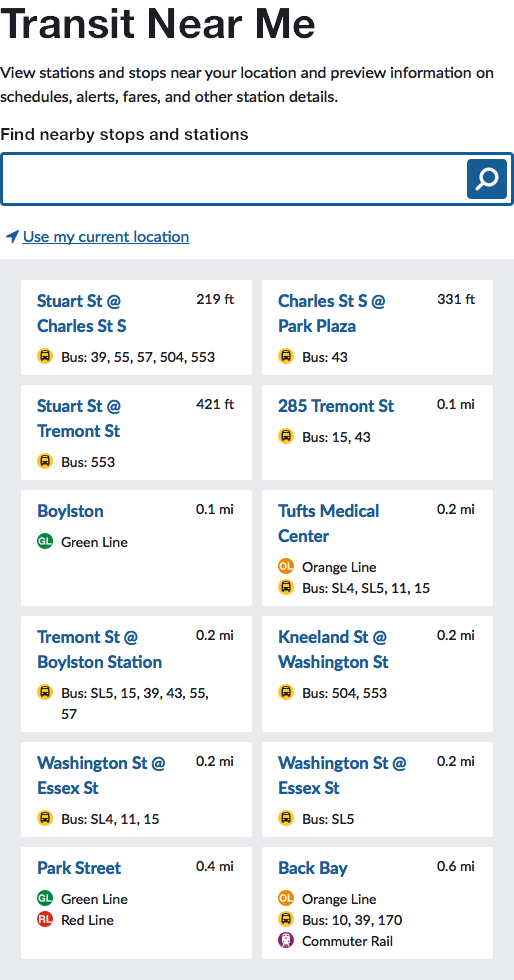 Transit Near Me
View stations and stops near your location and preview information on
schedules, alerts, fares, and other station details.
Find nearby stops and stations
Use my current location
Stuart St @
Charles St S
219 ft
Bus: 39, 55, 57, 504, 553
Charles St S @
Park Plaza
331 ft
Bus: 43
Stuart St @
Tremont St
421 ft
Bus: 553
285 Tremont St
0.1 mi
Bus: 15, 43
Boylston
0.1 mi
GL Green Line
Tufts Medical
Center
0.2 mi
OL Orange Line
Bus: SL4, SL5, 11, 15
Tremont St @
Boylston Station
0.2 mi
Bus: SL5, 15, 39, 43, 55,
57
Kneeland St @
Washington St
0.2 mi
Bus: 504, 553
Washington St @
Essex St
0.2 mi
Bus: SL4, 11, 15
Washington St @
Essex St
0.2 mi
Bus: SL5
Park Street
0.4 mi
GL Green Line
RL Red Line
Back Bay
0.6 mi
OL Orange Line
Bus: 10, 39, 170
Commuter Rail